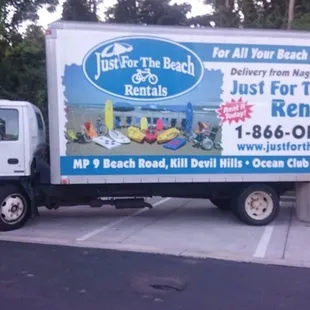 Just For The Beach
Rentals
For All Your Beach
Delivery from Nag
Just For T
Ren
1-866-O
www.justforth
MP 9 Beach Road, Kill Devil Hills • Ocean Club